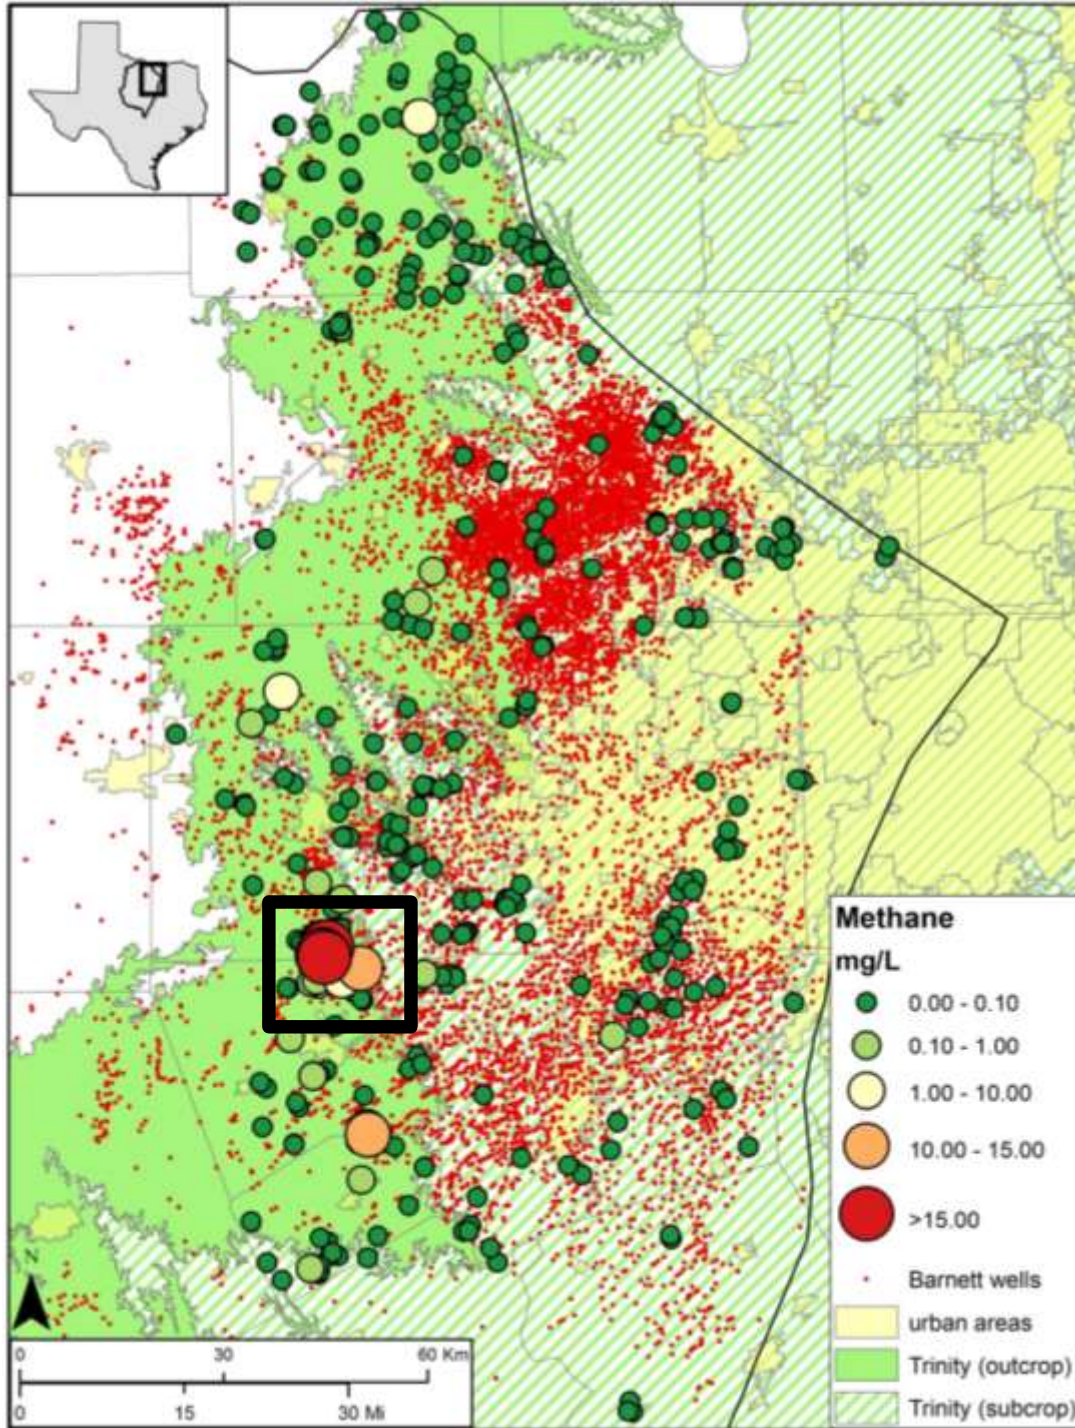 Methane
mg/L
0.00 - 0.10
0.10 - 1.00
1.00 - 10.00
10.00 - 15.00
>15.00
Barnett wells
urban areas
Trinity (outcrop)
Trinity (subcrop)
N
0 30 60 Km
0 15 30 Mi